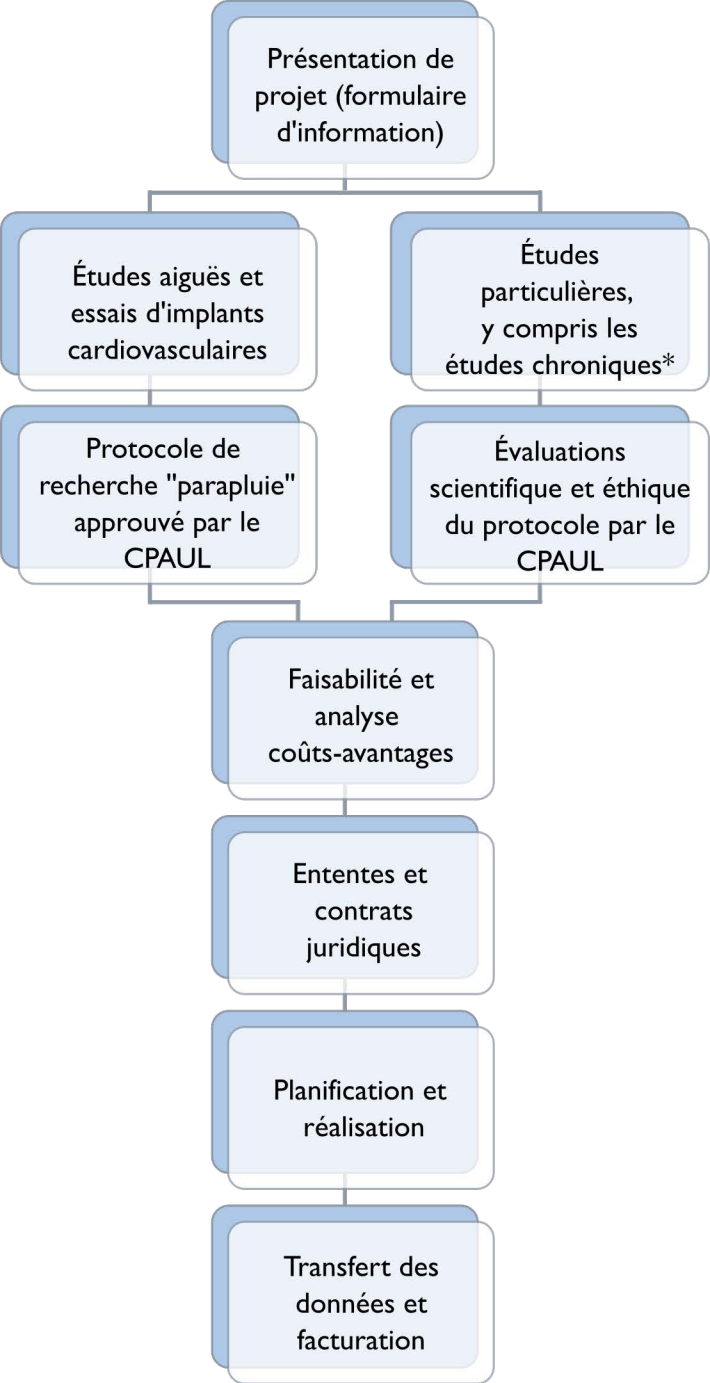 Présentation de
projet (formulaire
d'information)
Études aiguës et
essais d'implants
cardiovasculaires
Études
particulières,
y compris les
études chroniques*
Protocole de
recherche "parapluie"
approuvé par le
CPAUL
Évaluations
scientifique et éthique
du protocole par le
CPAUL
Faisabilité et
analyse
coûts-avantages
Ententes et
contrats
juridiques
Planification et
réalisation
Transfert des
données et
facturation